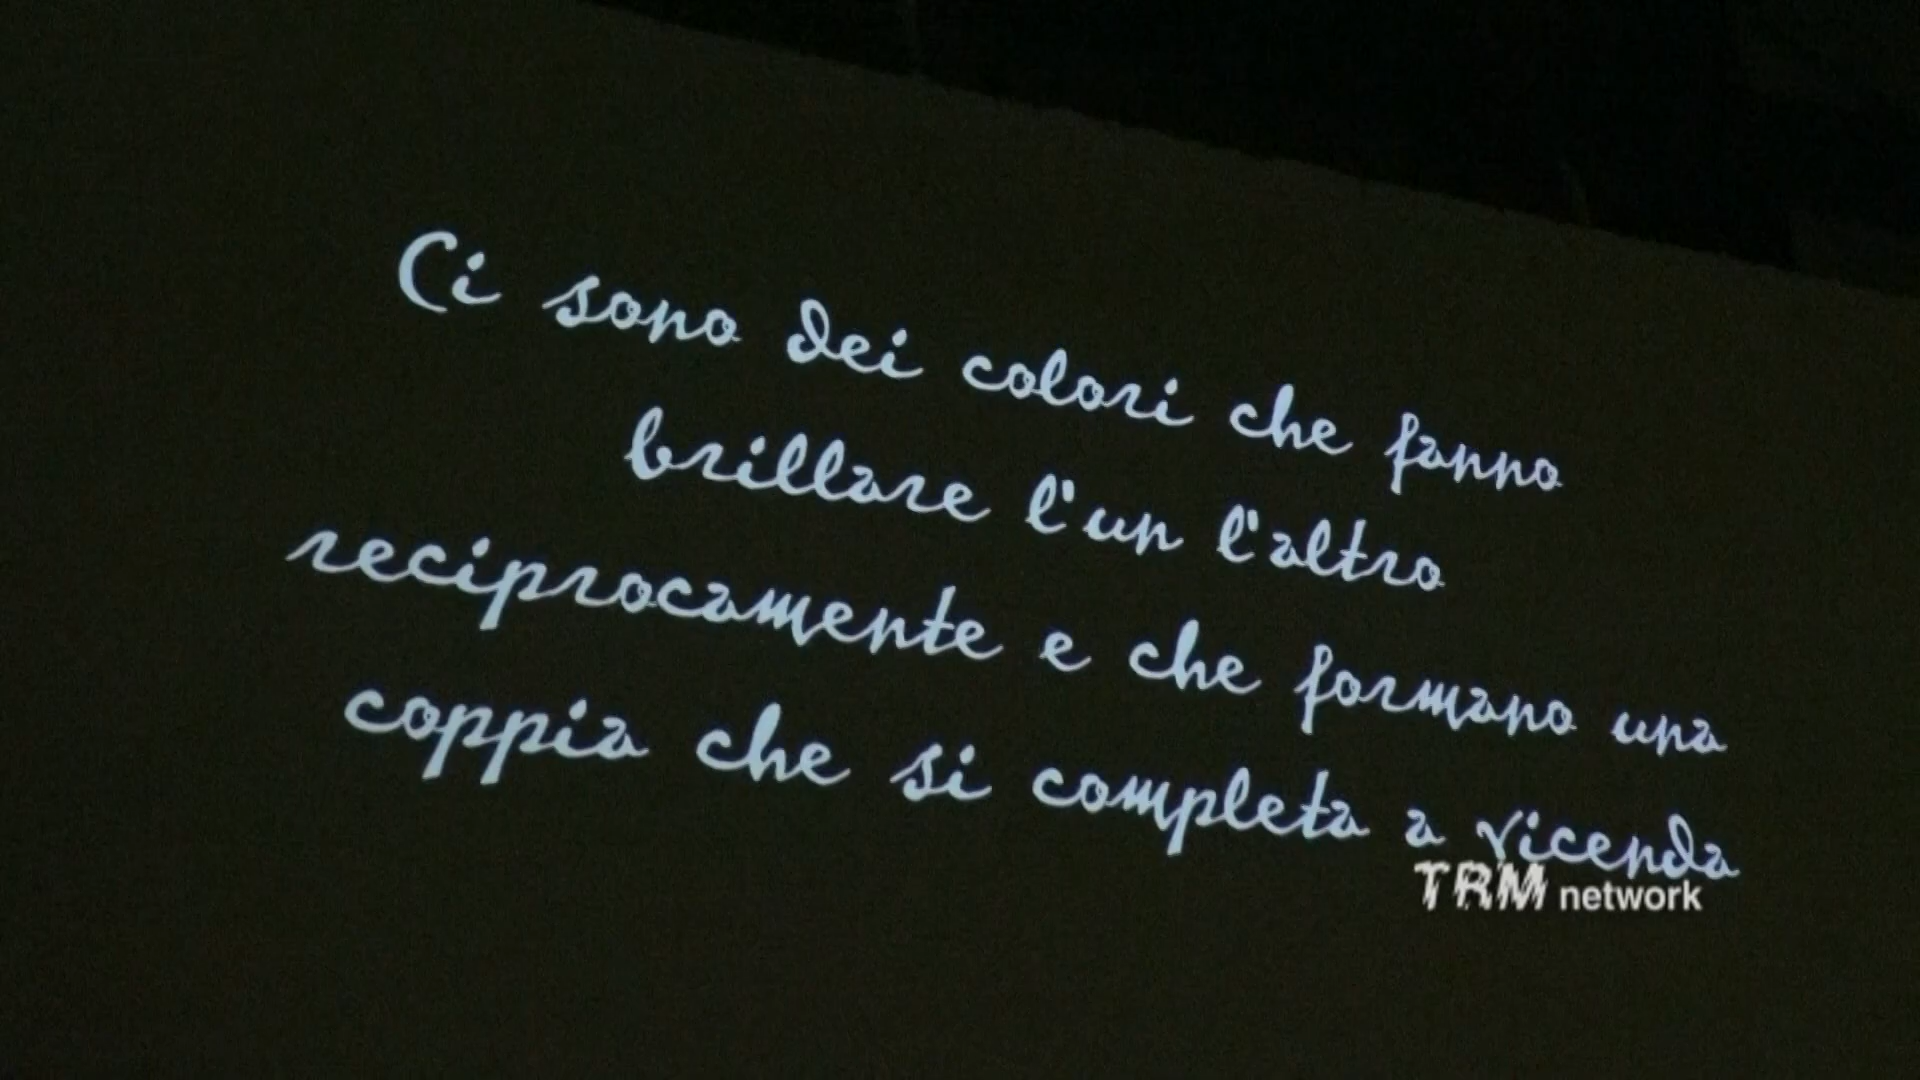 Ci sono dei colori che fanno
brillare l'un l'altro
reciprocamente e che formano una
coppia che si completa a vicenda
TRM network